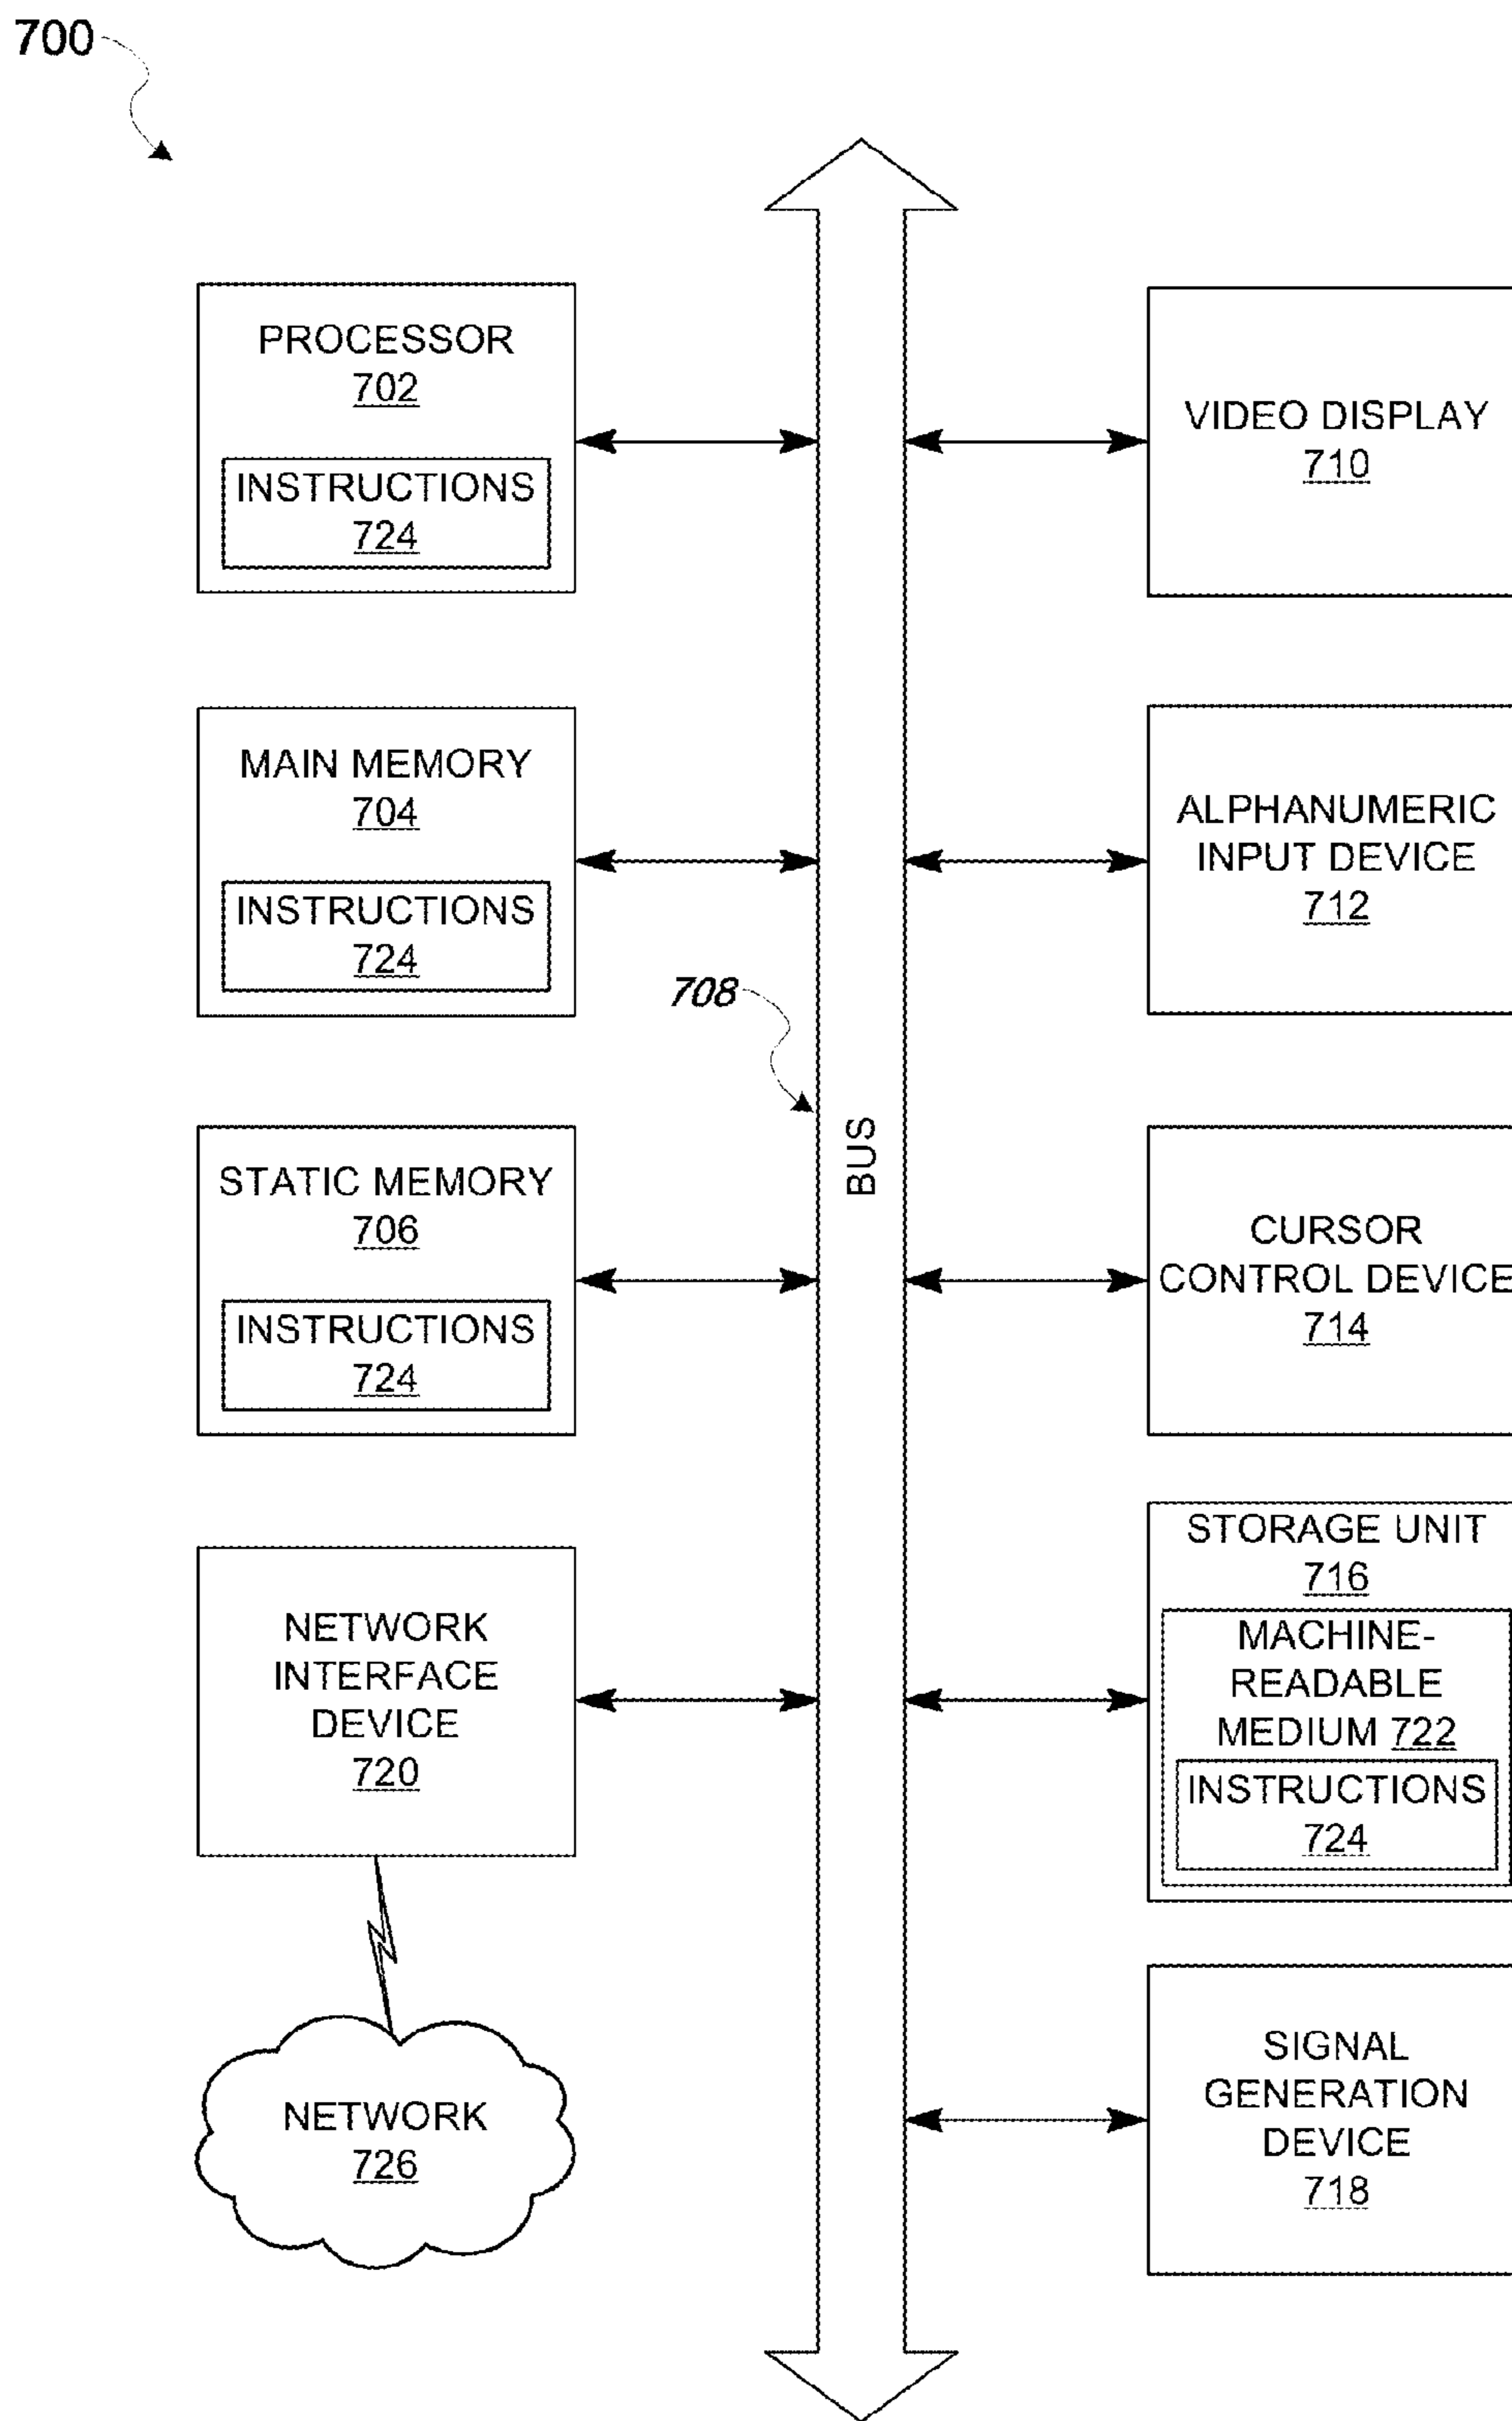 700
PROCESSOR
702
INSTRUCTIONS
724
MAIN MEMORY
704
INSTRUCTIONS
724
STATIC MEMORY
706
INSTRUCTIONS
724
NETWORK
INTERFACE
DEVICE
720
NETWORK
726
708
BUS
VIDEO DISPLAY
710
ALPHANUMERIC
INPUT DEVICE
712
CURSOR
CONTROL DEVICE
714
STORAGE UNIT
716
MACHINE-
READABLE
MEDIUM 722
INSTRUCTIONS
724
SIGNAL
GENERATION
DEVICE
718